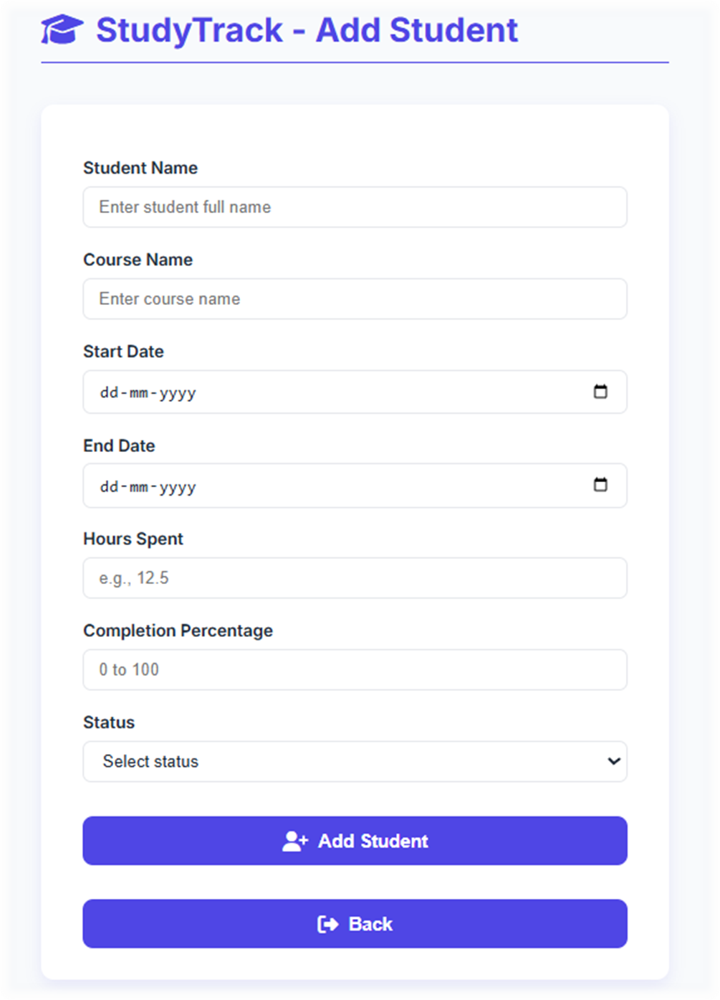 StudyTrack - Add Student
Student Name
Enter student full name
Course Name
Enter course name
Start Date
dd-mm-yyyy
End Date
dd-mm-yyyy
Hours Spent
e.g., 12.5
Completion Percentage
0 to 100
Status
Select status
Add Student
Back